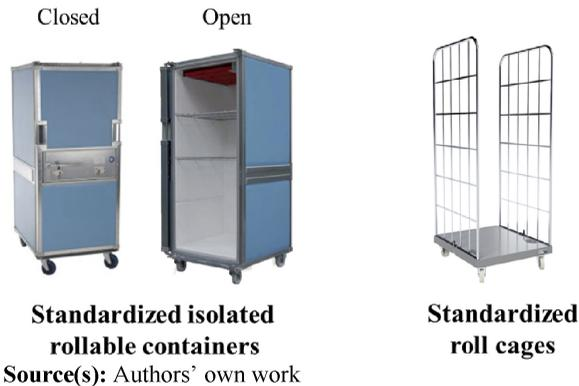 Closed
Open
Standardized isolated
rollable containers
Standardized
roll cages
Source(s): Authors' own work